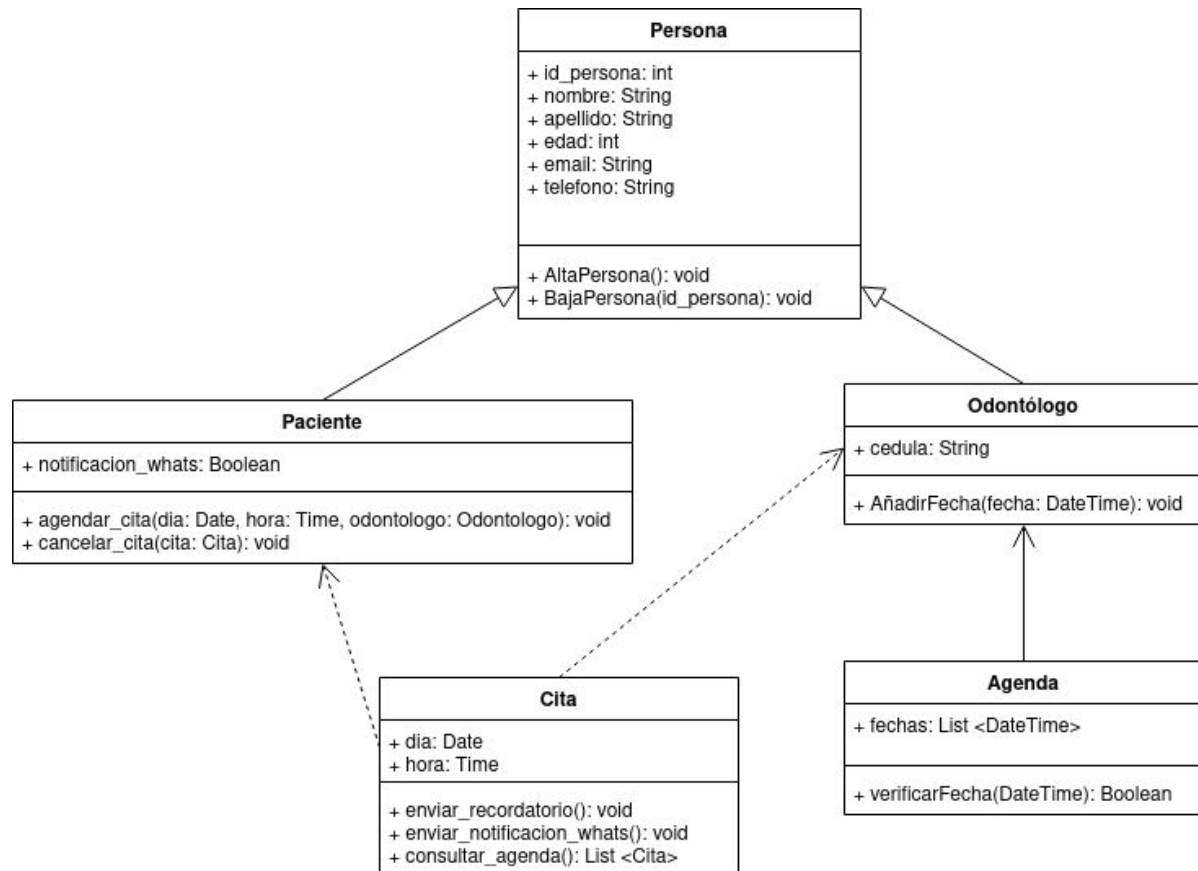 Persona
+ id_persona: int
+ nombre: String
+ apellido: String
+ edad: int
+ email: String
+ telefono: String
+ AltaPersona(): void
+ BajaPersona(id_persona): void
Paciente
+ notificacion_whats: Boolean
+ agendar_cita(dia: Date, hora: Time, odontologo: Odontologo): void
+ cancelar_cita(cita: Cita): void
Odontólogo
+ cedula: String
+ AñadirFecha(fecha: DateTime): void
Cita
+ dia: Date
+ hora: Time
+ enviar_recordatorio(): void
+ enviar_notificacion_whats(): void
+ consultar_agenda(): List <Cita>
Agenda
+ fechas: List <DateTime>
+ verificarFecha(DateTime): Boolean